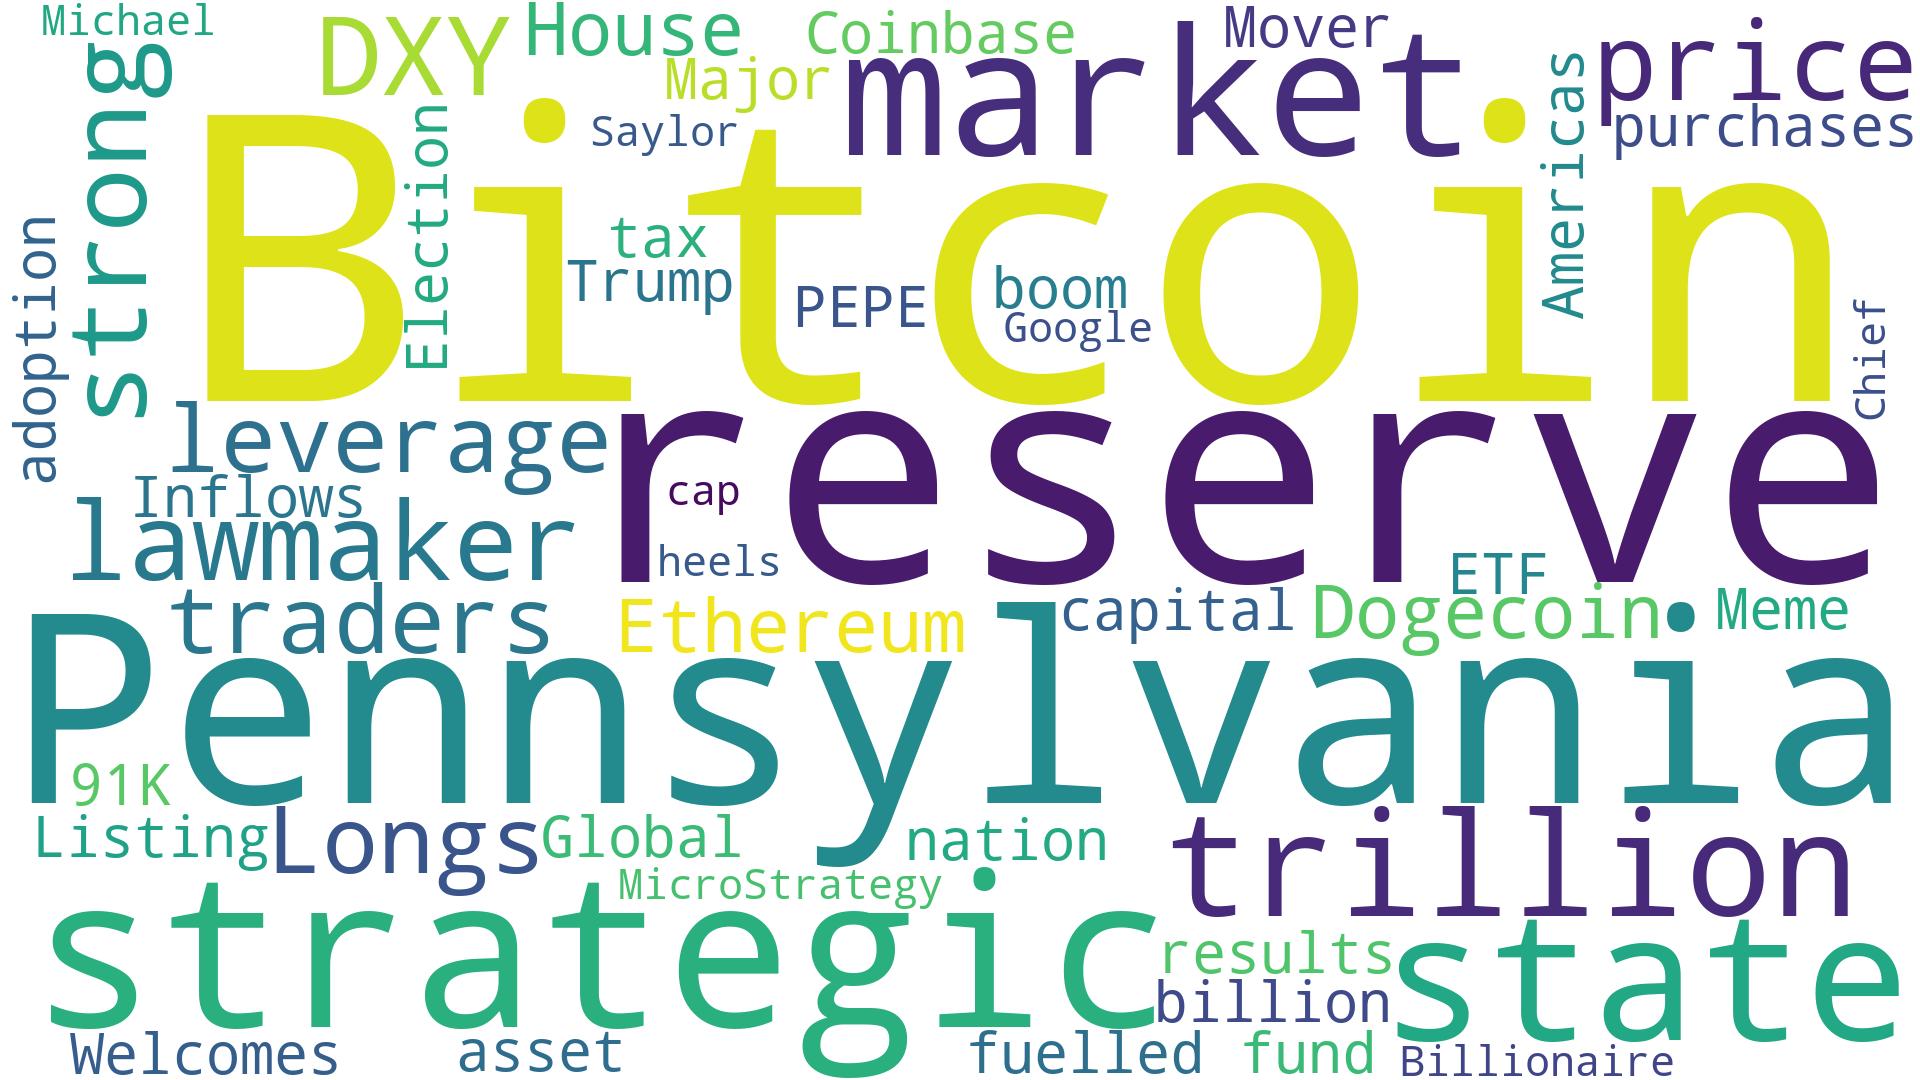 Michael
strong
DXY
House
Coinbase
Major
Mover
market
price
purchases
Saylor
Election
Americas
Bitcoin
tax
Trump
PEPE
boom
Google
adoption
Chief
leverage
reserve
Inflows
cap
lawmaker
heels
ETF
traders
Ethereum
capital
Dogecoin
Meme
Pennsylvania
91K
Listing
Longs
Global
nation
trillion
MicroStrategy
strategic
results
state
billion
Welcomes
asset
fuelled
fund
Billionaire